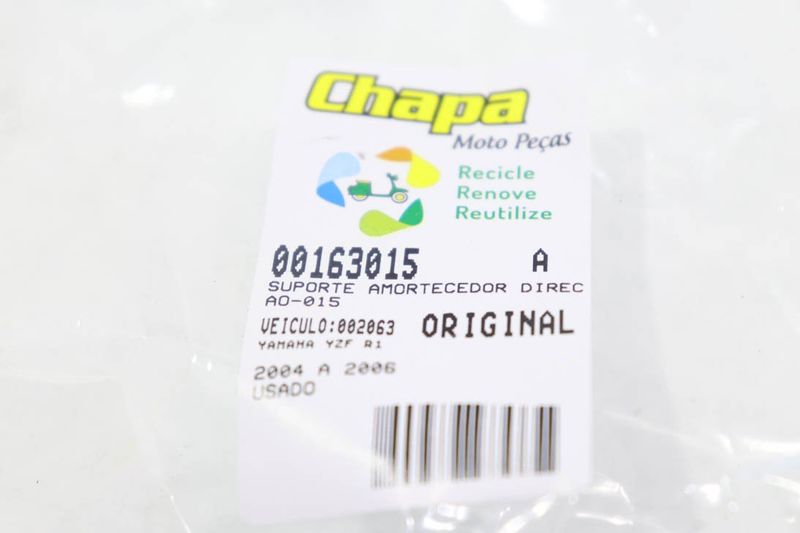 Chapa
Moto Peças
Recicle
Renove
Reutilize
00163015 A
SUPORTE AMORTECEDOR DIREC
AO-015
VEICULO:002063 ORIGINAL
YAMAHA YZF R1
2004 A 2006
USADO